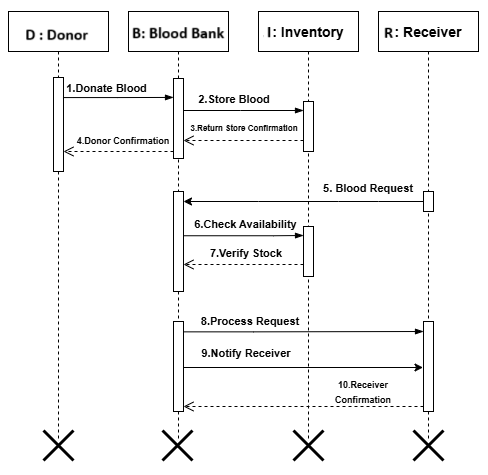 D : Donor
B: Blood Bank
I: Inventory
R: Receiver
1.Donate Blood
2.Store Blood
3.Return Store Confirmation
4.Donor Confirmation
5. Blood Request
6.Check Availability
7.Verify Stock
8.Process Request
9.Notify Receiver
10.Receiver
Confirmation